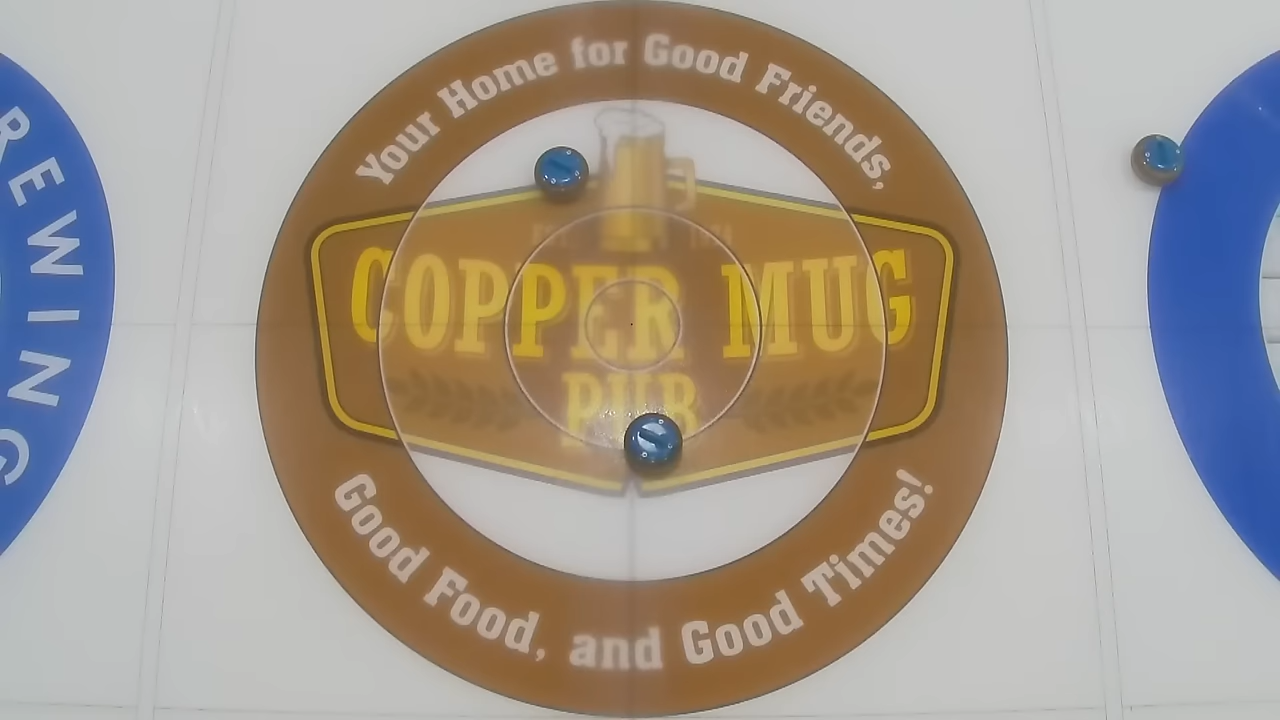 Your Home for Good Friends,
COPPER MUG
PUB
Good Food, and Good Times!
REWING